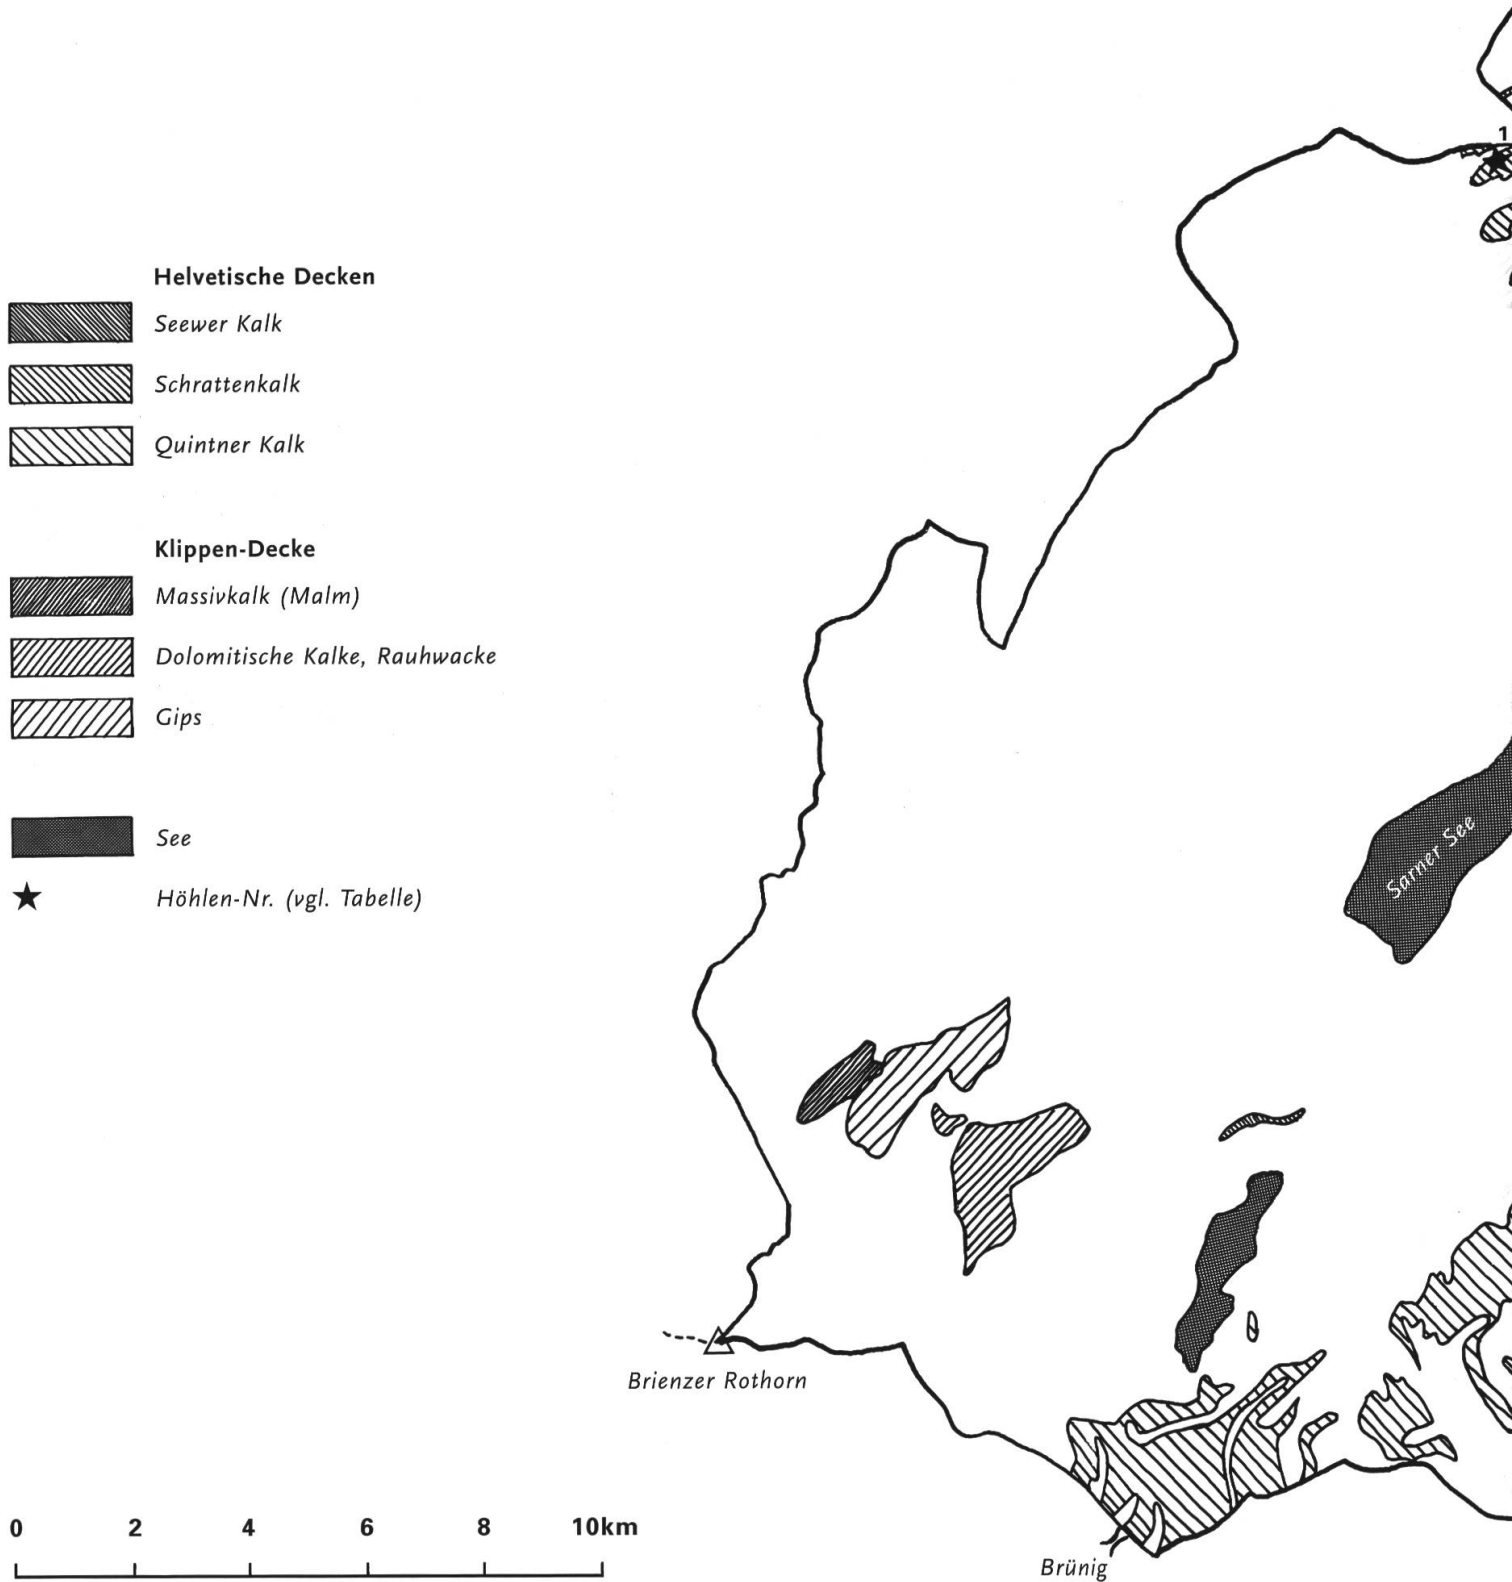 1
Helvetische Decken
Seewer Kalk
Schrattenkalk
Quintner Kalk
Klippen-Decke
Massivkalk (Malm)
Dolomitische Kalke, Rauhwacke
Gips
See
Höhlen-Nr. (vgl. Tabelle)
Sarner See
Brienzer Rothorn
0 2 4 6 8 10km
Brünig